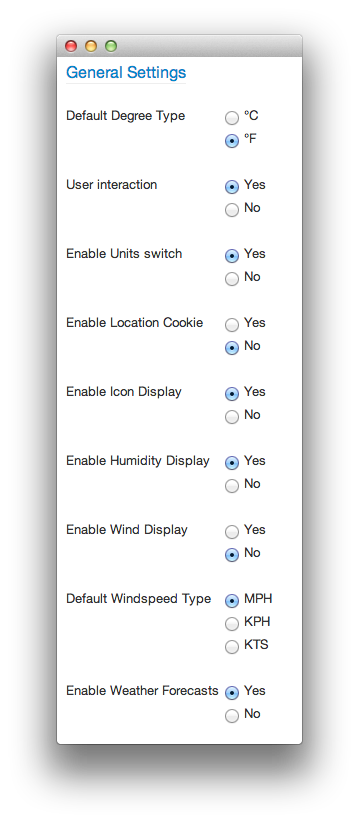 General Settings
Default Degree Type °C
°F
User interaction Yes
No
Enable Units switch Yes
No
Enable Location Cookie Yes
No
Enable Icon Display Yes
No
Enable Humidity Display Yes
No
Enable Wind Display Yes
No
Default Windspeed Type MPH
KPH
KTS
Enable Weather Forecasts Yes
No